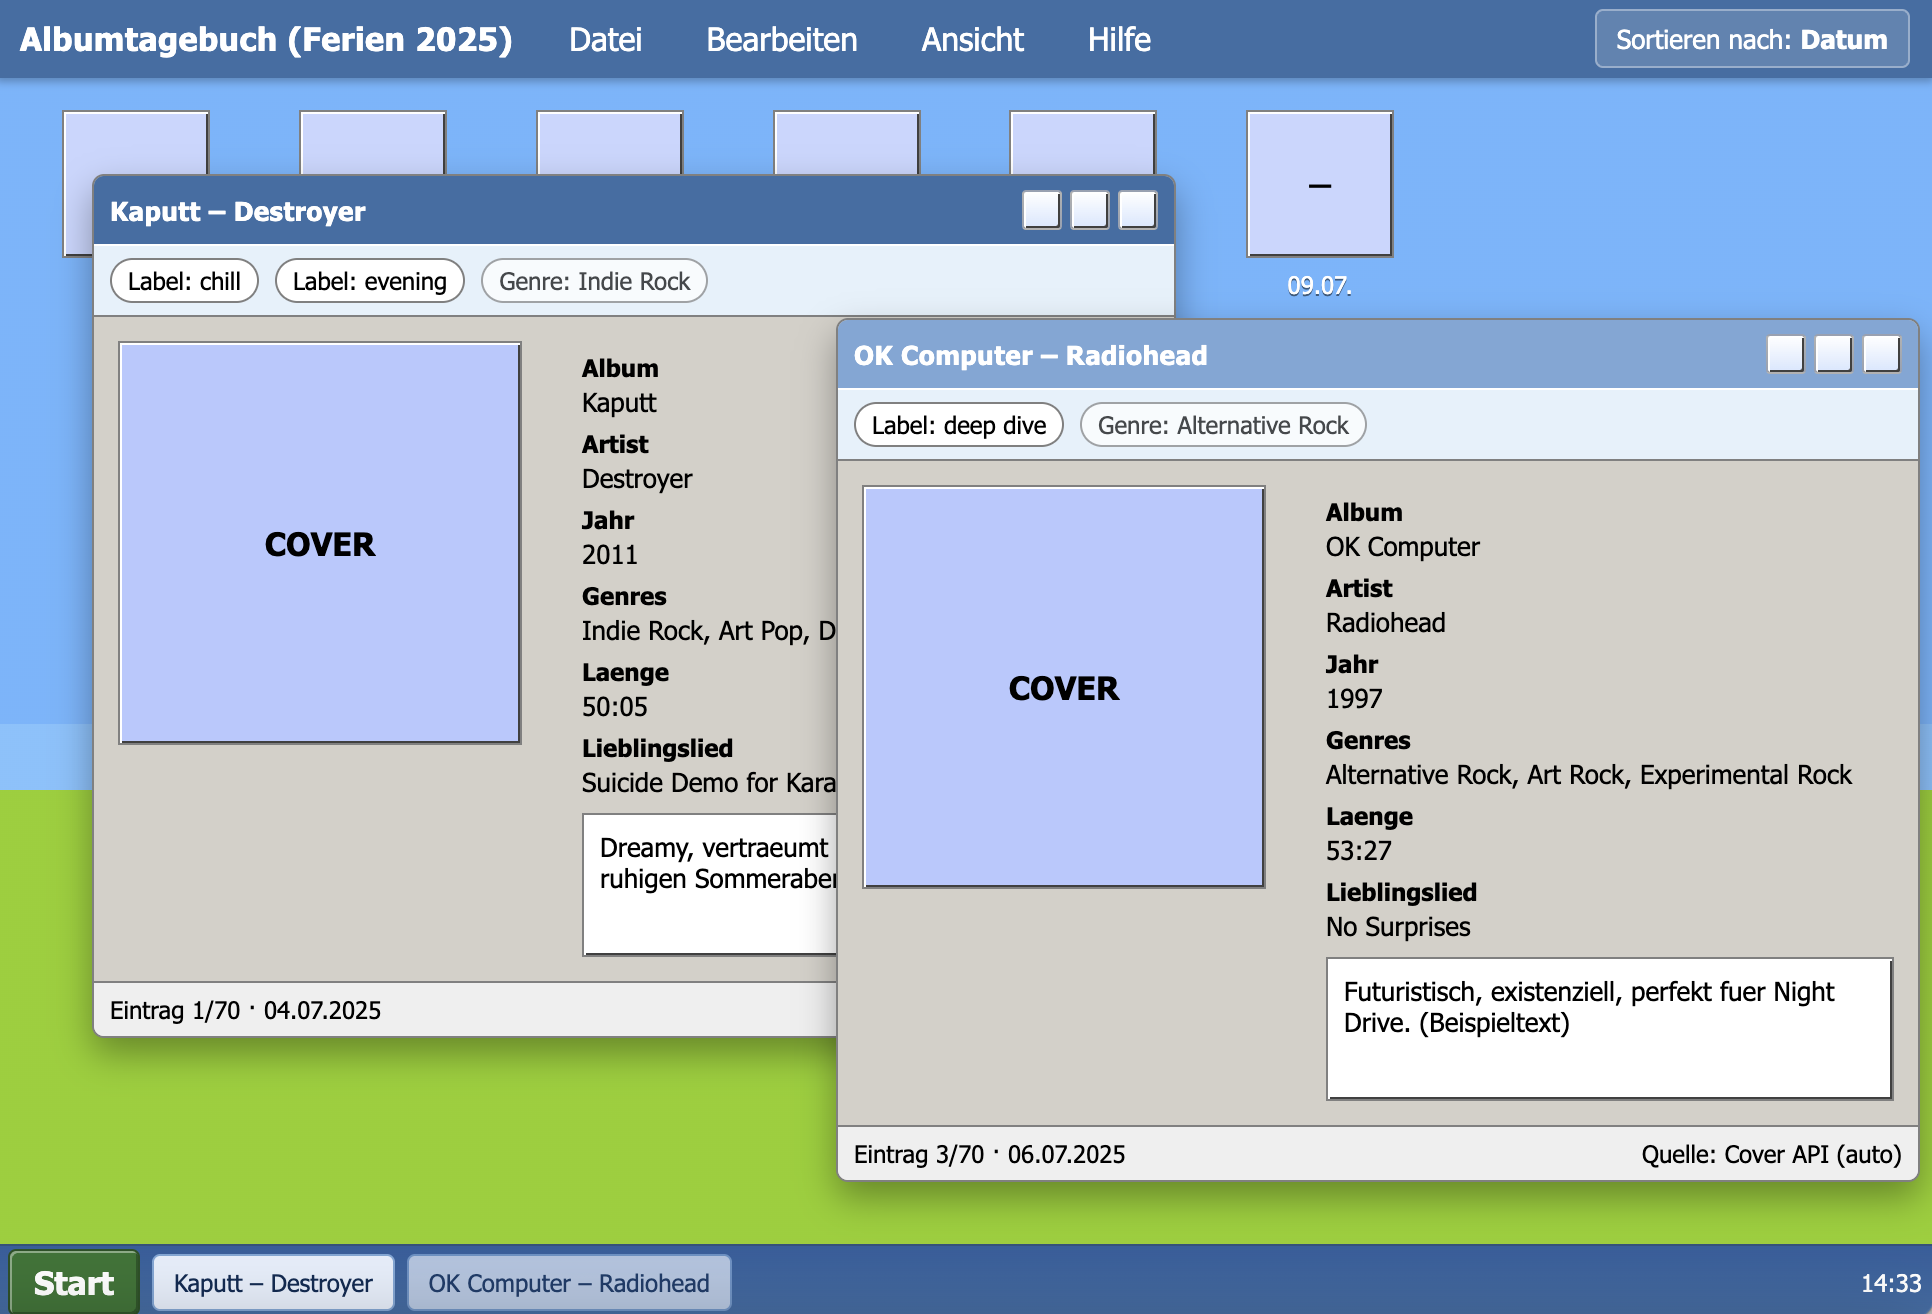 Albumtagebuch (Ferien 2025) Datei Bearbeiten Ansicht Hilfe Sortieren nach: Datum
–
09.07.
Kaputt – Destroyer
Label: chill Label: evening Genre: Indie Rock
COVER
Album
Kaputt
Artist
Destroyer
Jahr
2011
Genres
Indie Rock, Art Pop, D
Laenge
50:05
Lieblingslied
Suicide Demo for Kara
Dreamy, vertraeumt
ruhigen Sommeraben
Eintrag 1/70 · 04.07.2025
OK Computer – Radiohead
Label: deep dive Genre: Alternative Rock
COVER
Album
OK Computer
Artist
Radiohead
Jahr
1997
Genres
Alternative Rock, Art Rock, Experimental Rock
Laenge
53:27
Lieblingslied
No Surprises
Futuristisch, existenziell, perfekt fuer Night
Drive. (Beispieltext)
Eintrag 3/70 · 06.07.2025 Quelle: Cover API (auto)
Start Kaputt – Destroyer OK Computer – Radiohead 14:33